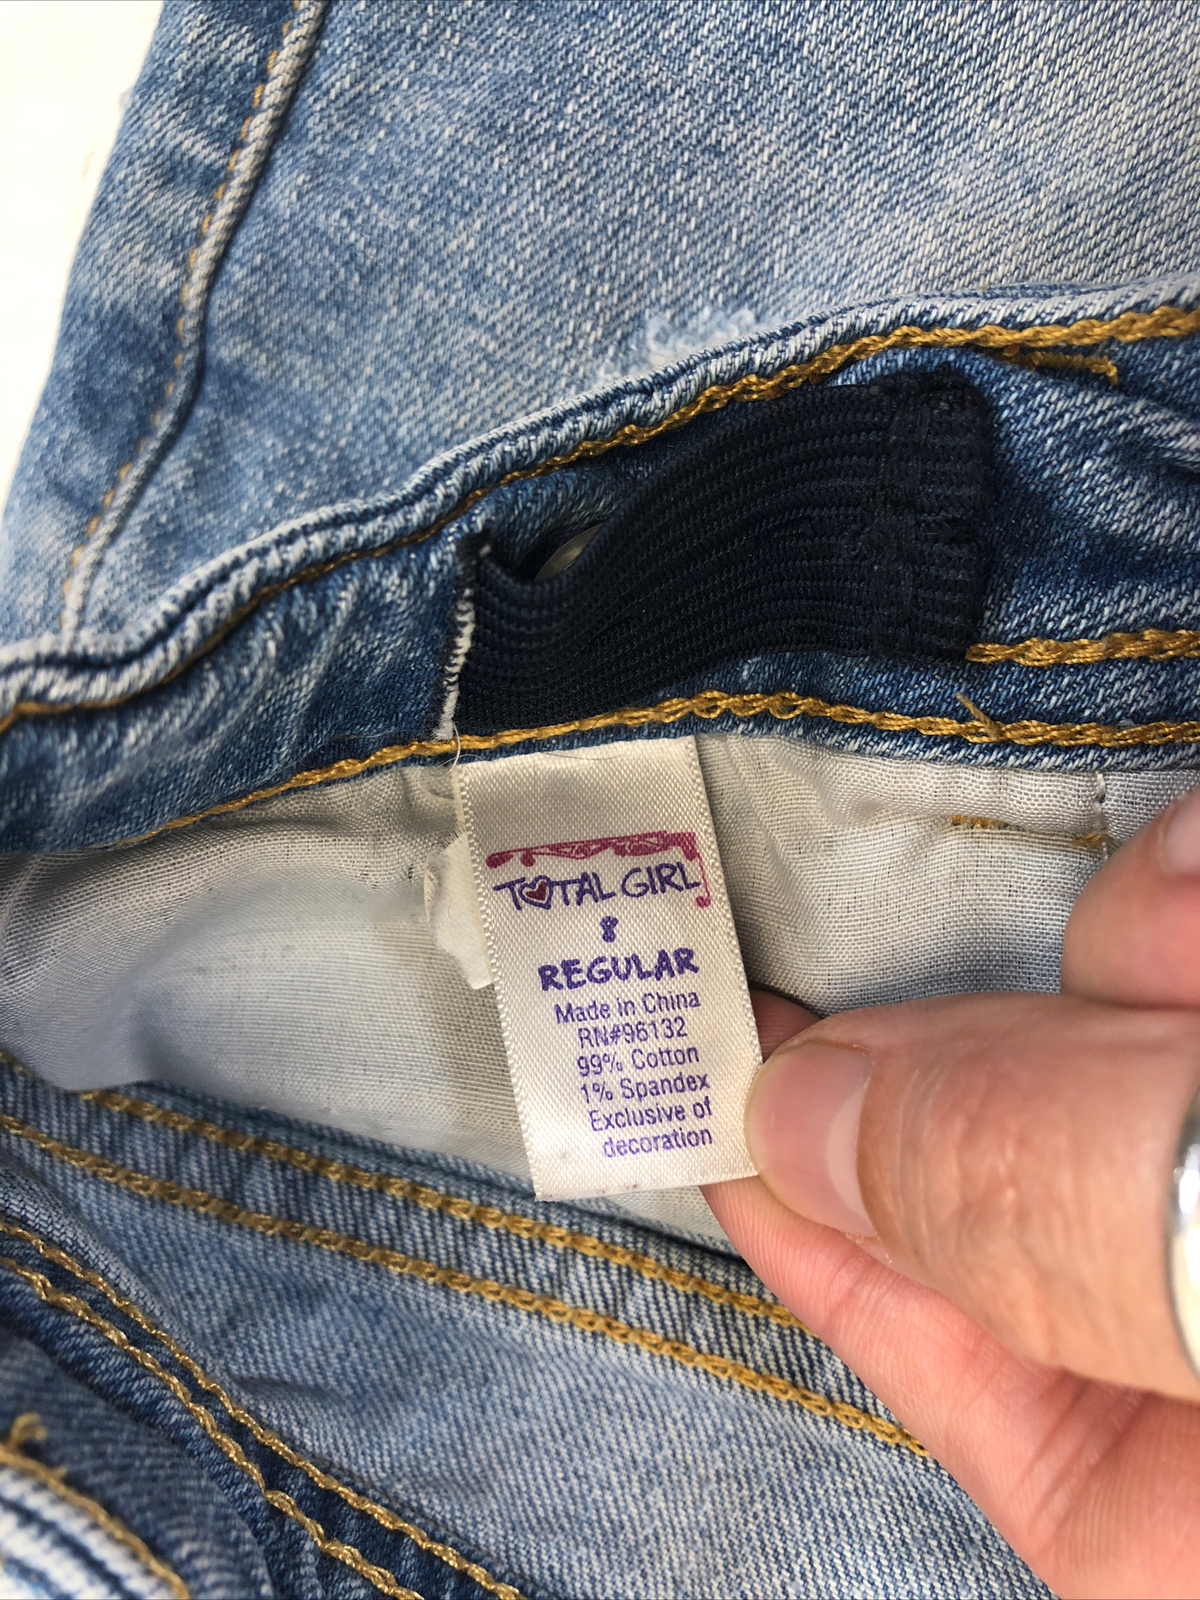 TOTAL GIRL
8
REGULAR
Made in China
RN#96132
99% Cotton
1% Spandex
Exclusive of
decoration